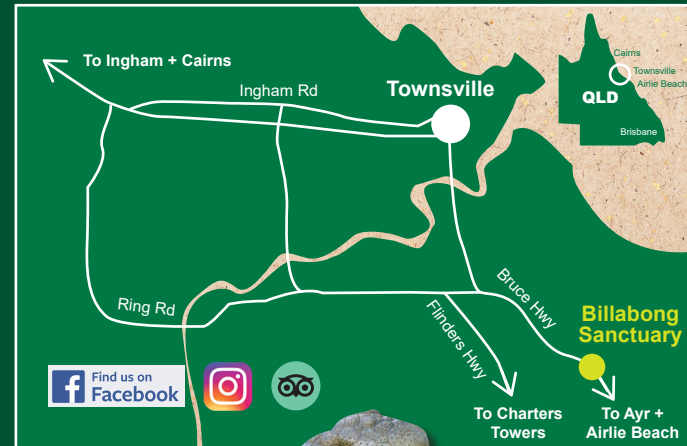 To Ingham + Cairns
Ingham Rd
Townsville
Cairns
Townsville
Airlie Beach
QLD
Brisbane
Ring Rd
Bruce Hwy
Flinders Hwy
Billabong
Sanctuary
Find us on
Facebook
To Charters
Towers
To Ayr +
Airlie Beach